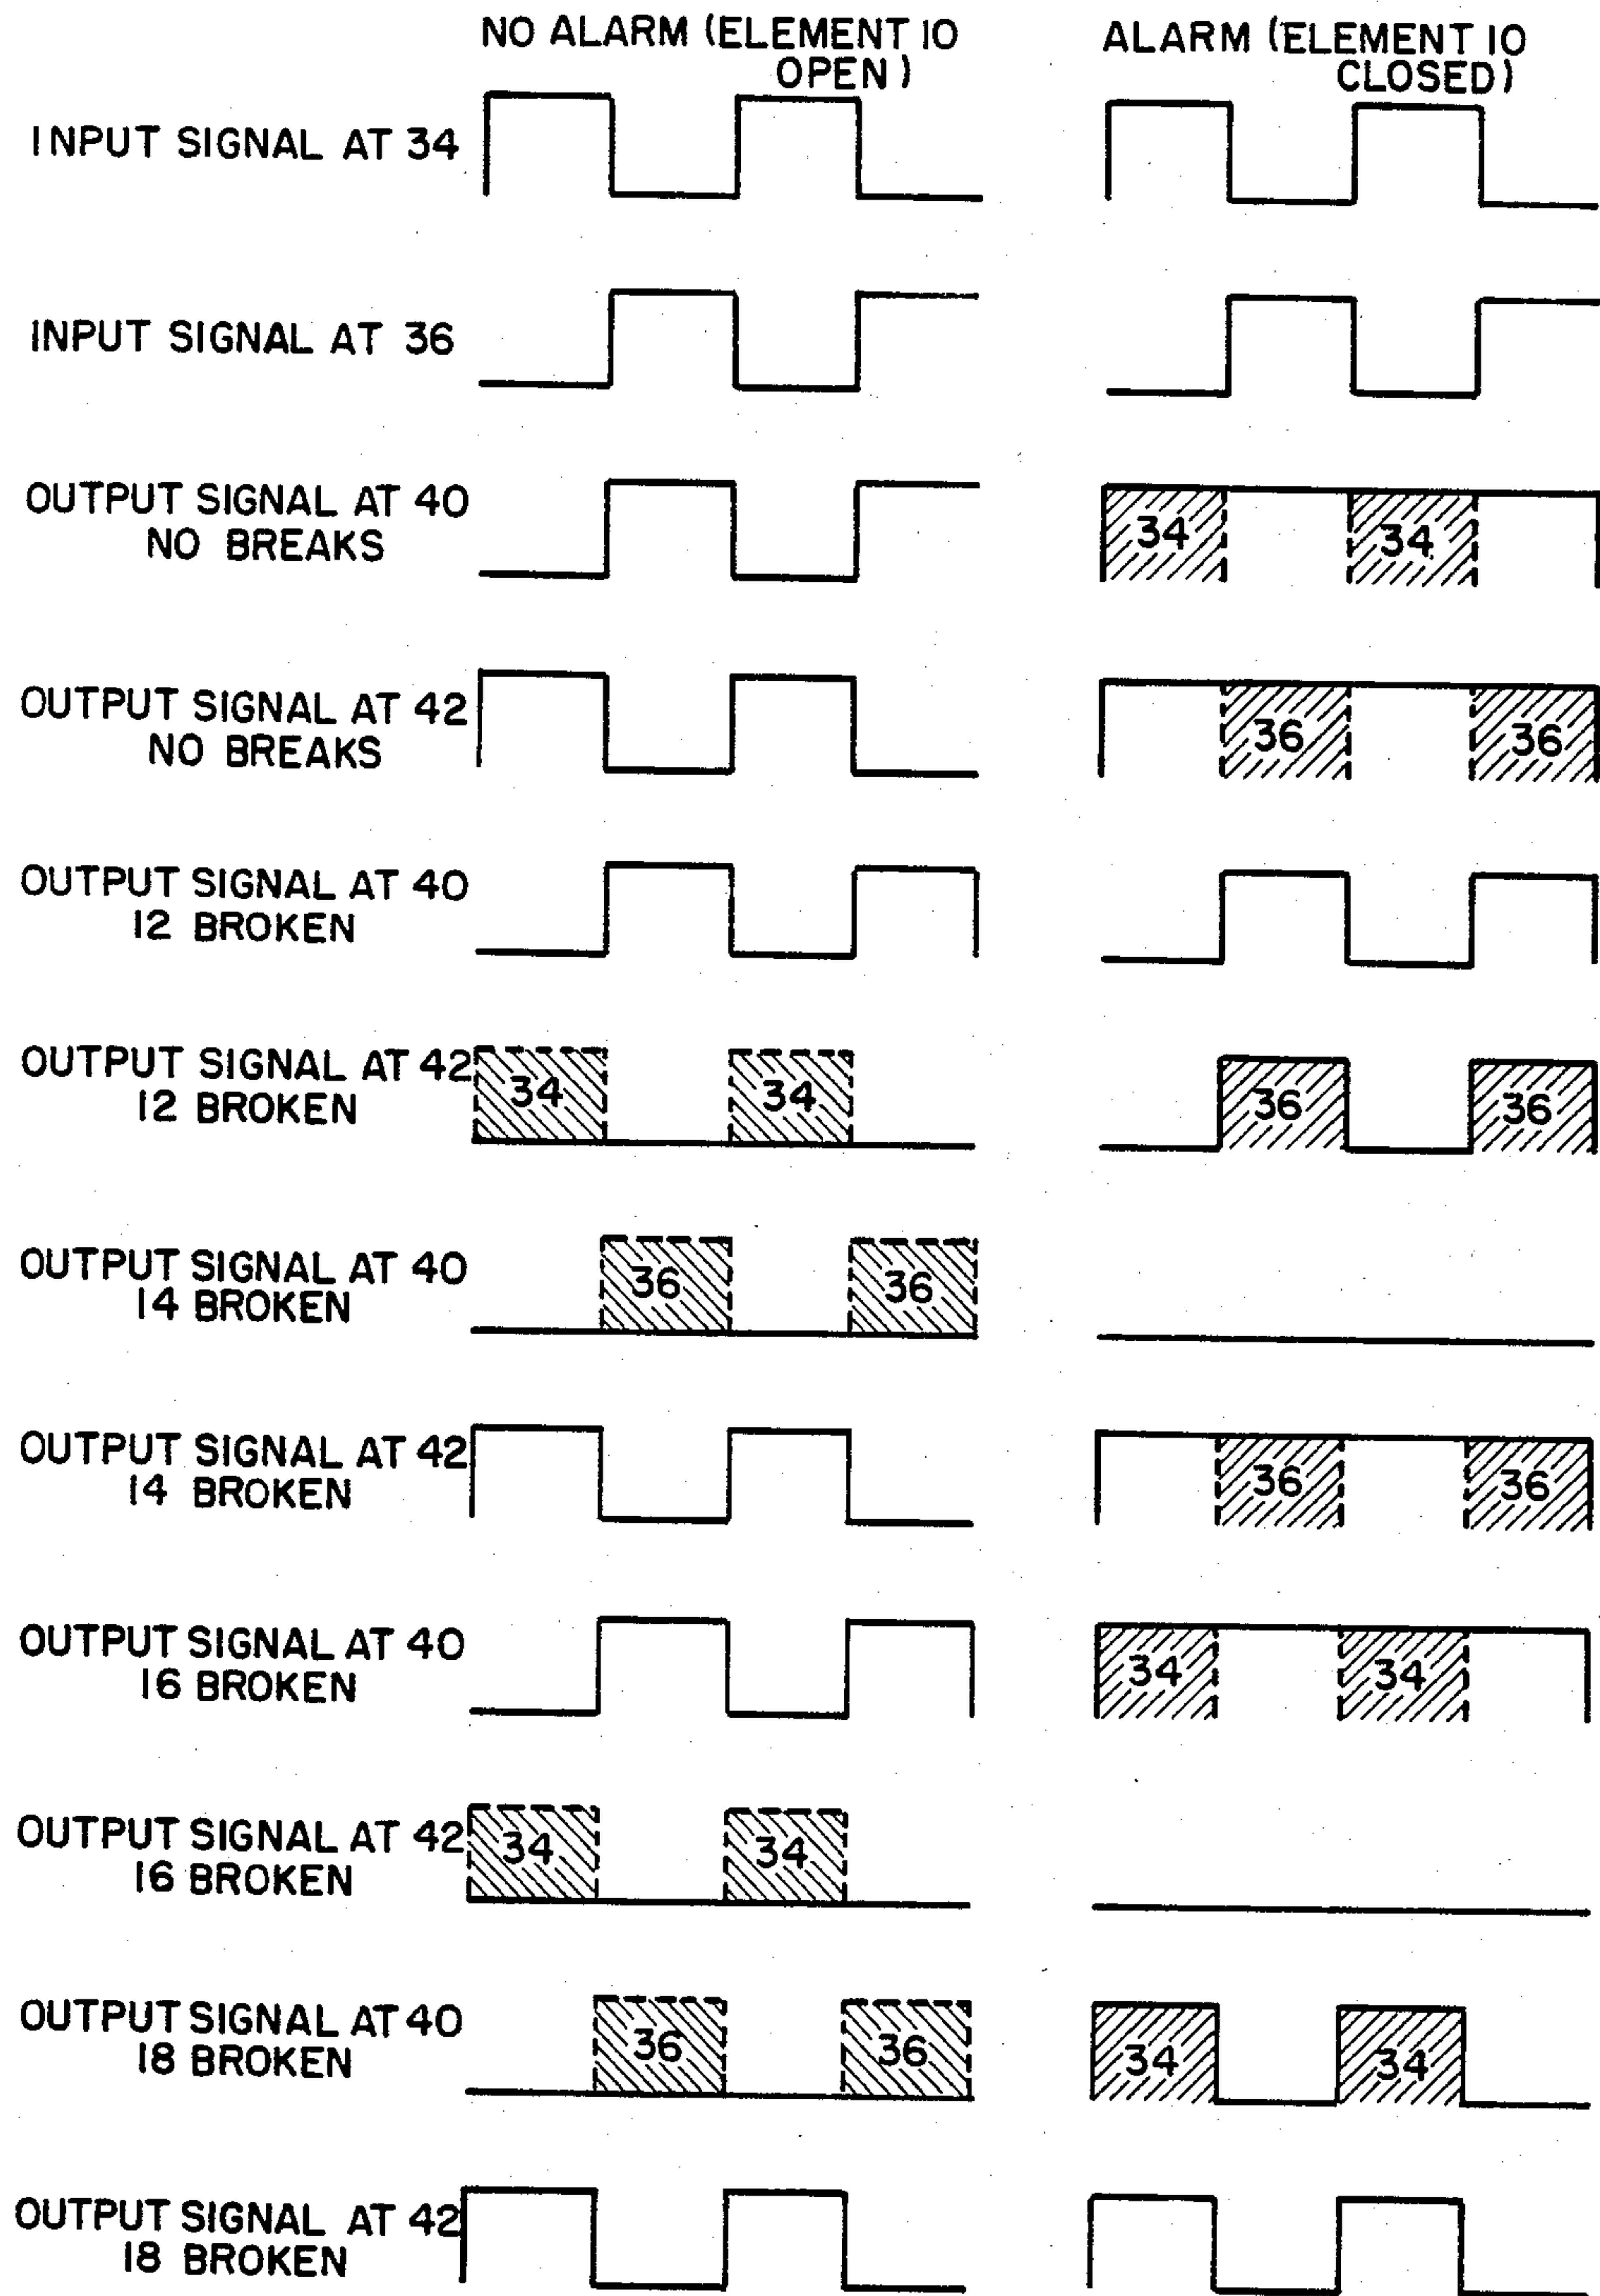 NO ALARM (ELEMENT 10
OPEN)
ALARM (ELEMENT 10
CLOSED)
INPUT SIGNAL AT 34
INPUT SIGNAL AT 36
OUTPUT SIGNAL AT 40
NO BREAKS
34 34
OUTPUT SIGNAL AT 42
NO BREAKS
36 36
OUTPUT SIGNAL AT 40
12 BROKEN
OUTPUT SIGNAL AT 42
12 BROKEN
34 34 36 36
OUTPUT SIGNAL AT 40
14 BROKEN
36 36
OUTPUT SIGNAL AT 42
14 BROKEN
36 36
OUTPUT SIGNAL AT 40
16 BROKEN
34 34
OUTPUT SIGNAL AT 42
16 BROKEN
34 34
OUTPUT SIGNAL AT 40
18 BROKEN
36 36 34 34
OUTPUT SIGNAL AT 42
18 BROKEN